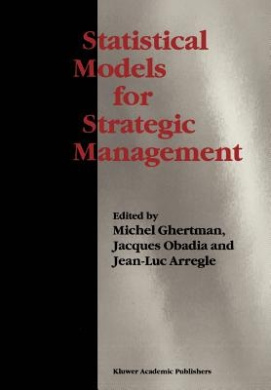 Statistical
Models
for
Strategic
Management
Edited by
Michel Ghertman,
Jacques Obadia and
Jean-Luc Arregle
Kluwer Academic Publishers